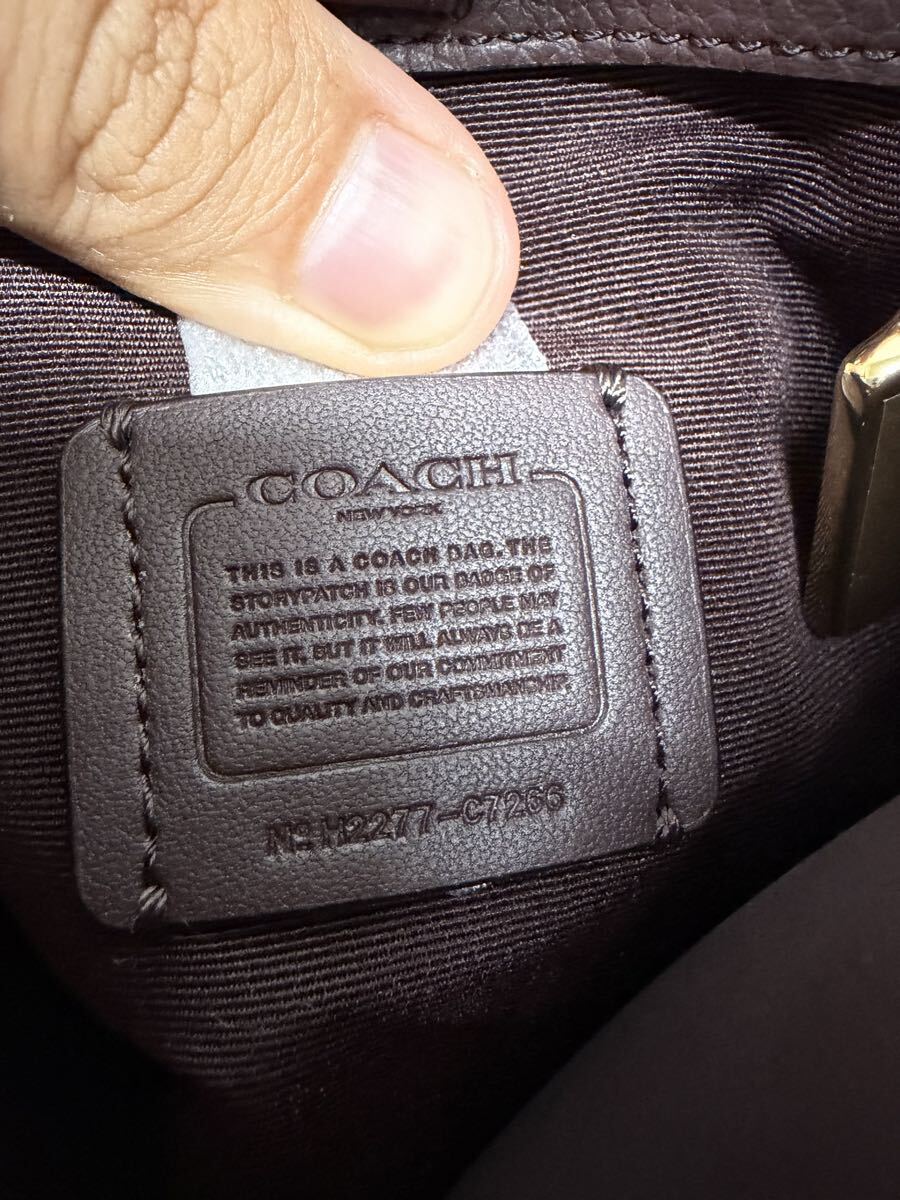 COACH
NEW YORK
THIS IS A COACH BAG. THE
STORYPATCH IS OUR BADGE OF
AUTHENTICITY. FEW PEOPLE MAY
SEE IT, BUT IT WILL ALWAYS BE A
REMINDER OF OUR COMMITMENT
TO QUALITY AND CRAFTSMANSHIP.
Nº H2277-C7266